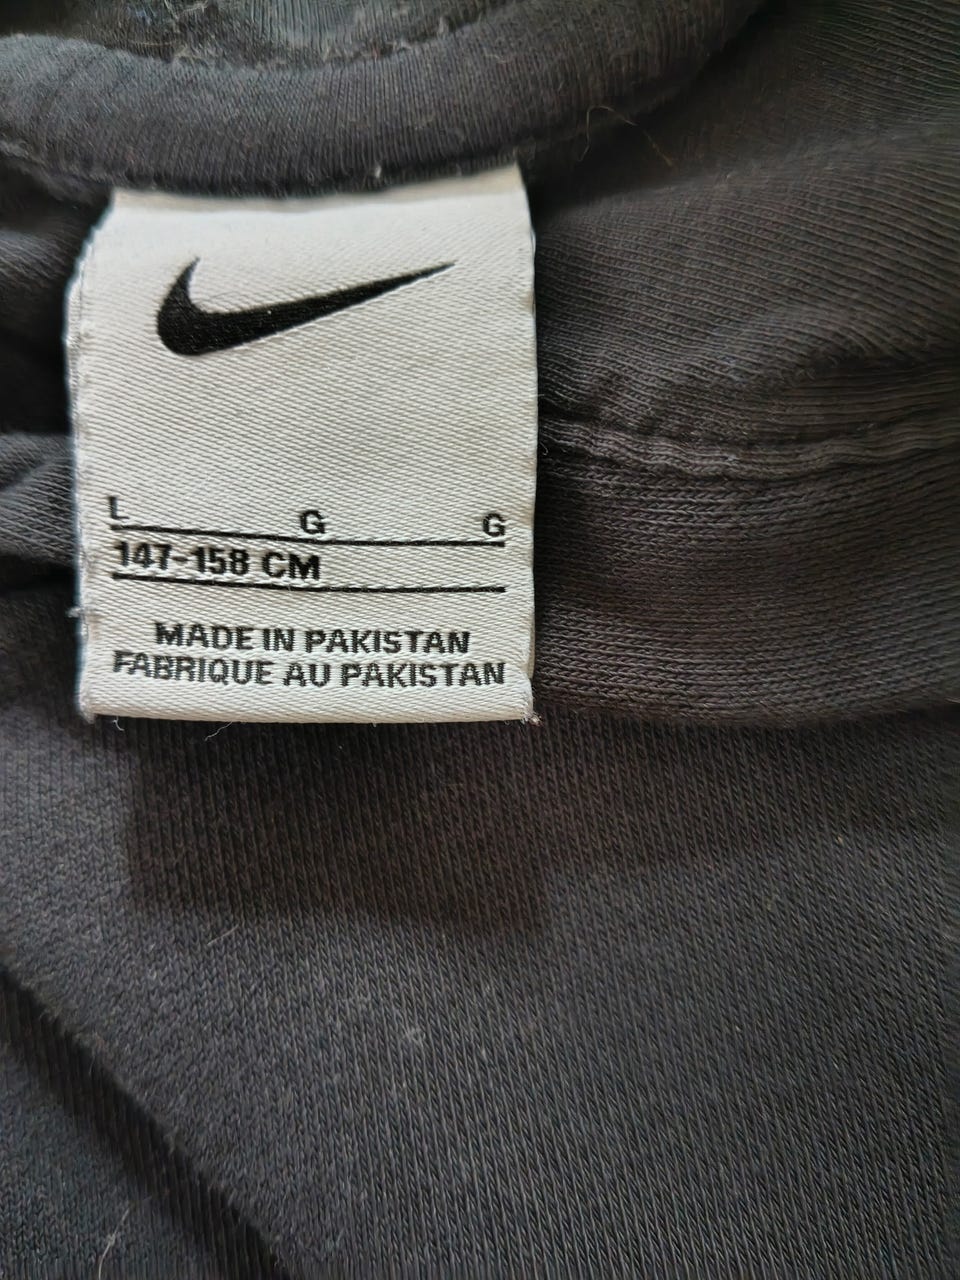 L G G
147-158 CM
MADE IN PAKISTAN
FABRIQUE AU PAKISTAN